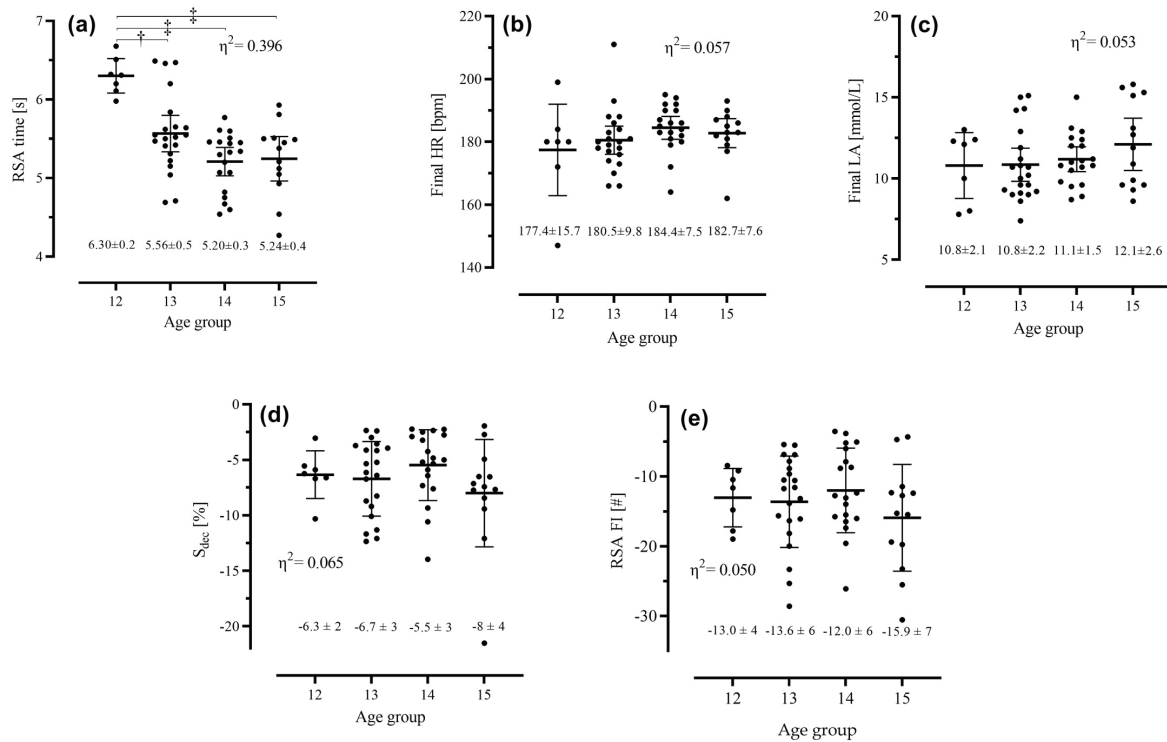 (a)
‡
‡
†
η²= 0.396
RSA time [s]
7
6
5
4
6.30±0.2 5.56±0.5 5.20±0.3 5.24±0.4
12 13 14 15
Age group
(b)
η²= 0.057
Final HR [bpm]
220
200
180
160
140
177.4±15.7 180.5±9.8 184.4±7.5 182.7±7.6
12 13 14 15
Age group
(c)
η²= 0.053
Final LA [mmol/L]
20
15
10
5
10.8±2.1 10.8±2.2 11.1±1.5 12.1±2.6
12 13 14 15
Age group
(d)
Sdec [%]
0
-5
-10
-15
-20
η²= 0.065
-6.3 ± 2 -6.7 ± 3 -5.5 ± 3 -8 ± 4
12 13 14 15
Age group
(e)
RSA FI [#]
0
-10
-20
-30
η²= 0.050
-13.0 ± 4 -13.6 ± 6 -12.0 ± 6 -15.9 ± 7
12 13 14 15
Age group